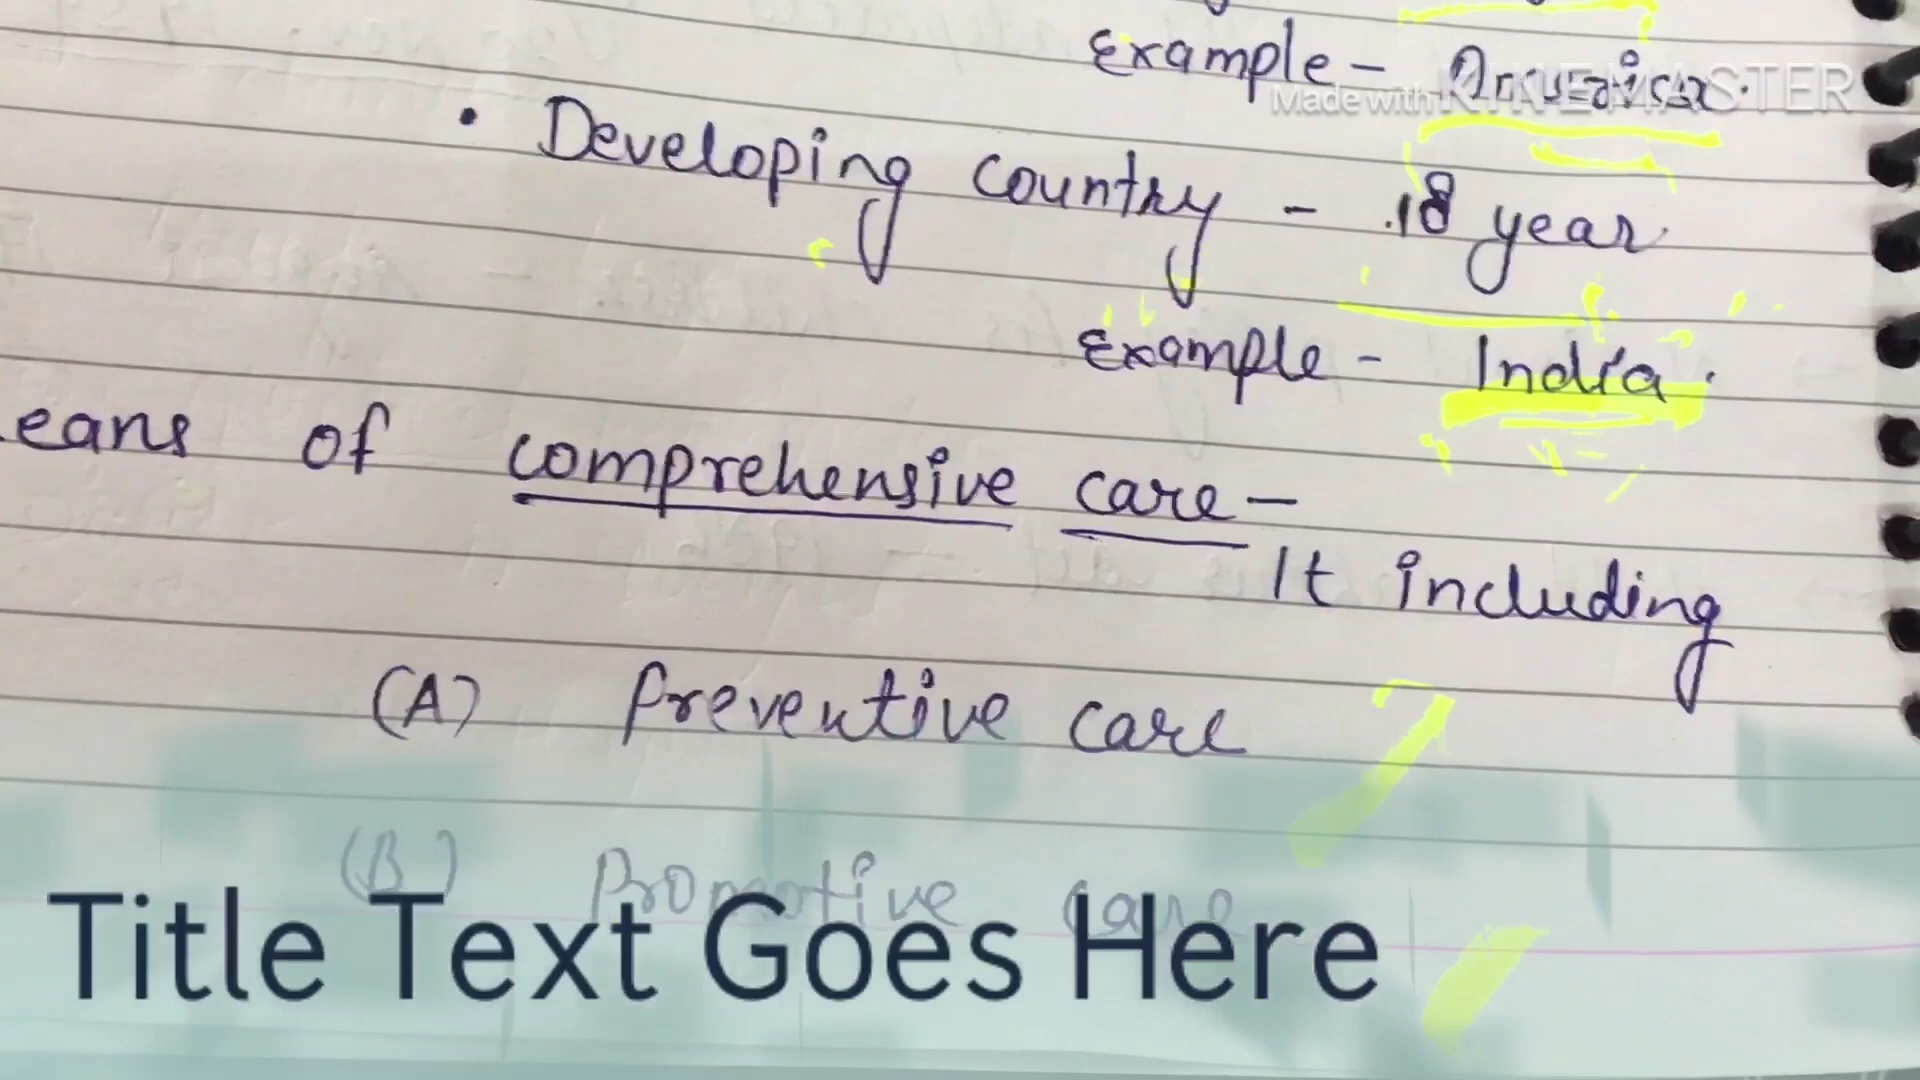 Example - America.
Made with KINEMASTER
• Developing country - 18 year
Example - India.
eans of comprehensive care -
It including
(A) Preventive care
(B) Promotive care
Title Text Goes Here